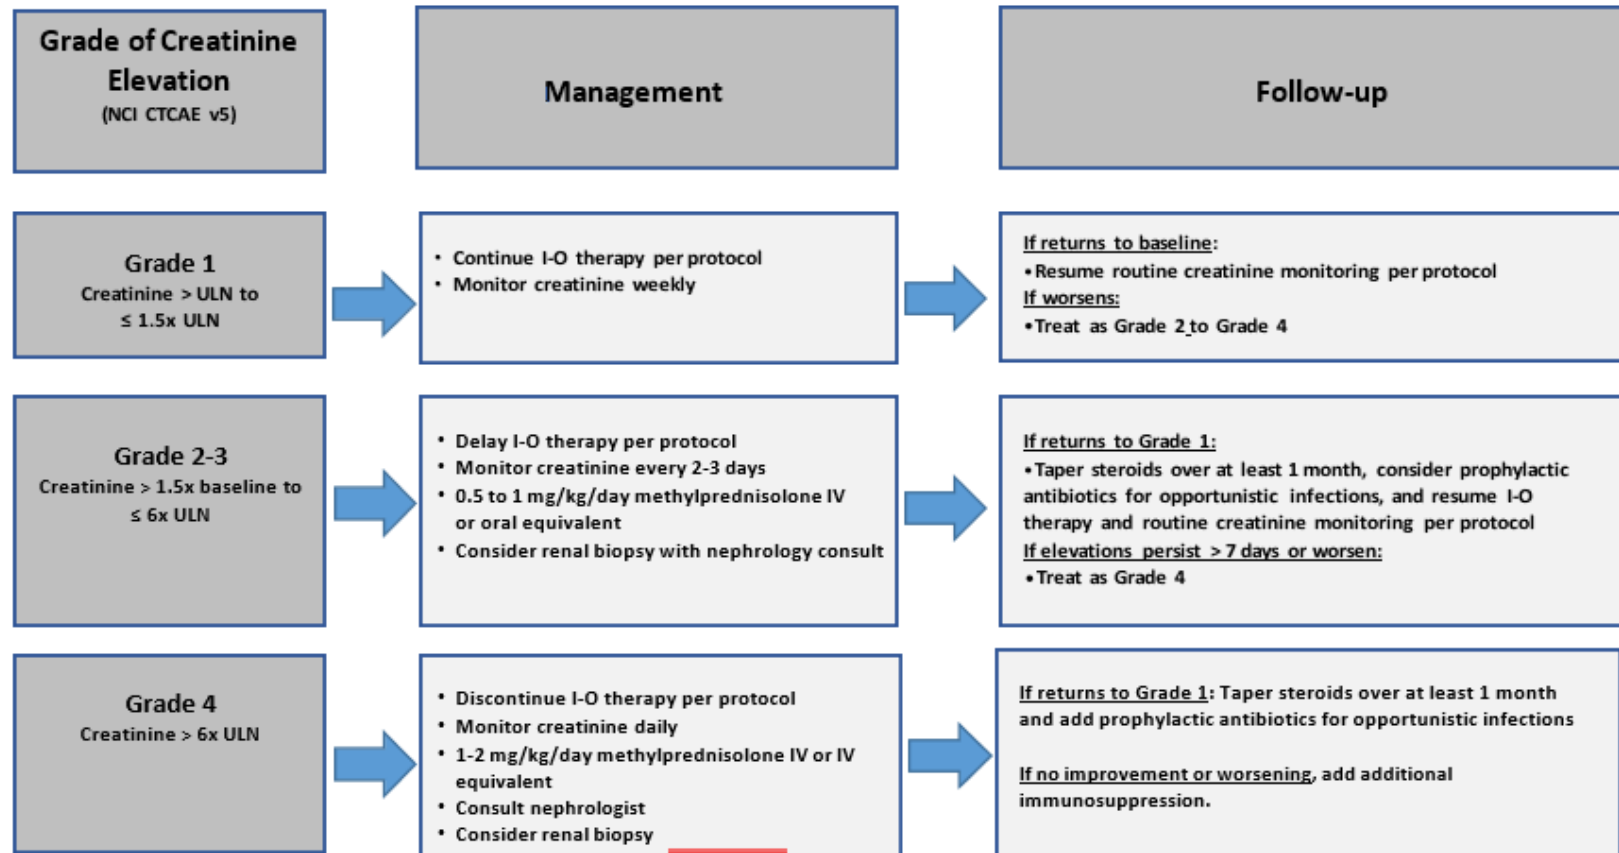 Grade of Creatinine
Elevation
(NCI CTCAE v5)
Management
Follow-up
Grade 1
Creatinine > ULN to
≤ 1.5x ULN
• Continue I-O therapy per protocol
• Monitor creatinine weekly
If returns to baseline:
•Resume routine creatinine monitoring per protocol
If worsens:
•Treat as Grade 2 to Grade 4
Grade 2-3
Creatinine > 1.5x baseline to
≤ 6x ULN
• Delay I-O therapy per protocol
• Monitor creatinine every 2-3 days
• 0.5 to 1 mg/kg/day methylprednisolone IV
or oral equivalent
• Consider renal biopsy with nephrology consult
If returns to Grade 1:
•Taper steroids over at least 1 month, consider prophylactic
antibiotics for opportunistic infections, and resume I-O
therapy and routine creatinine monitoring per protocol
If elevations persist > 7 days or worsen:
•Treat as Grade 4
Grade 4
Creatinine > 6x ULN
• Discontinue I-O therapy per protocol
• Monitor creatinine daily
• 1-2 mg/kg/day methylprednisolone IV or IV
equivalent
• Consult nephrologist
• Consider renal biopsy
If returns to Grade 1: Taper steroids over at least 1 month
and add prophylactic antibiotics for opportunistic infections
If no improvement or worsening, add additional
immunosuppression.